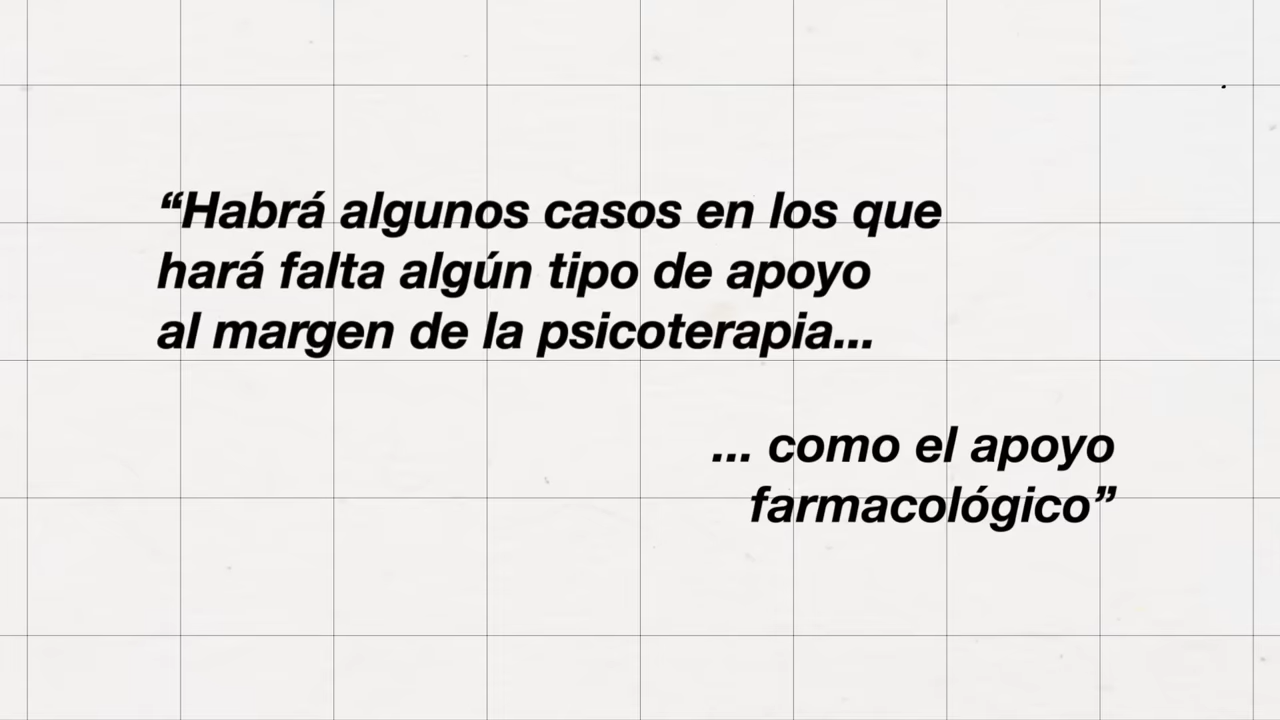 “Habrá algunos casos en los que
hará falta algún tipo de apoyo
al margen de la psicoterapia...
... como el apoyo
farmacológico”